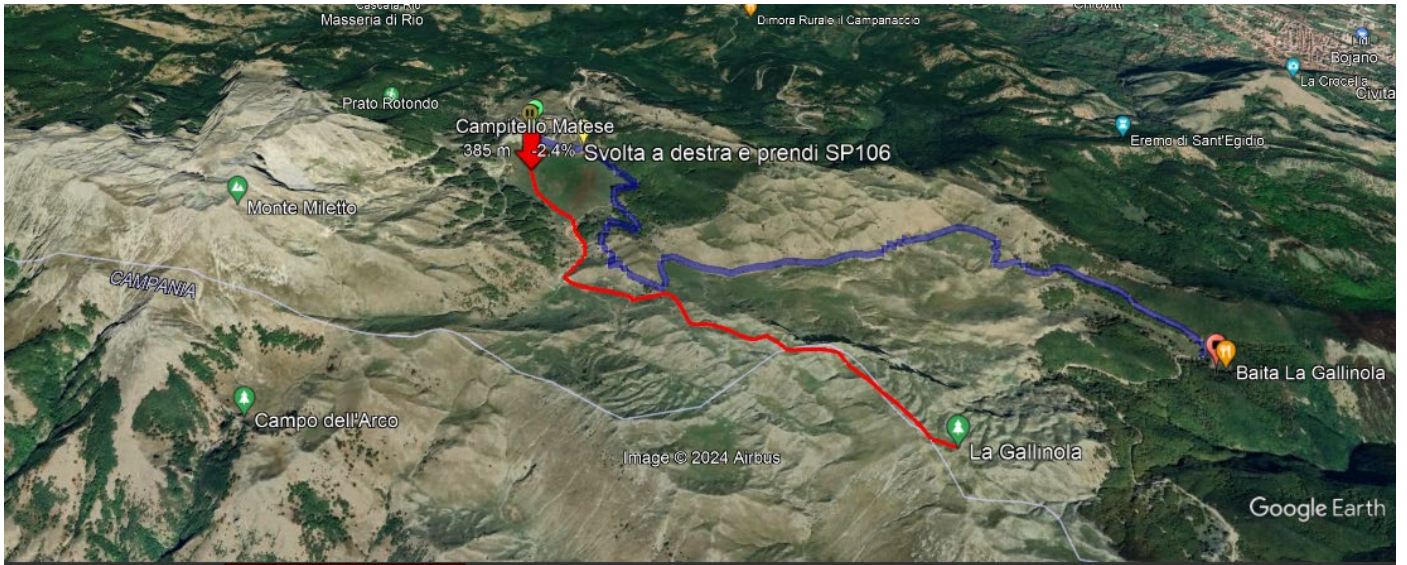 Masseria di Rio
Dimora Rurale il Campanaccio
Bojano
La Crocella
Civita
Prato Rotondo
Campitello Matese
385 m -2.4% Svolta a destra e prendi SP106
Eremo di Sant'Egidio
Monte Miletto
CAMPANIA
Baita La Gallinola
Campo dell'Arco
La Gallinola
Image © 2024 Airbus
Google Earth